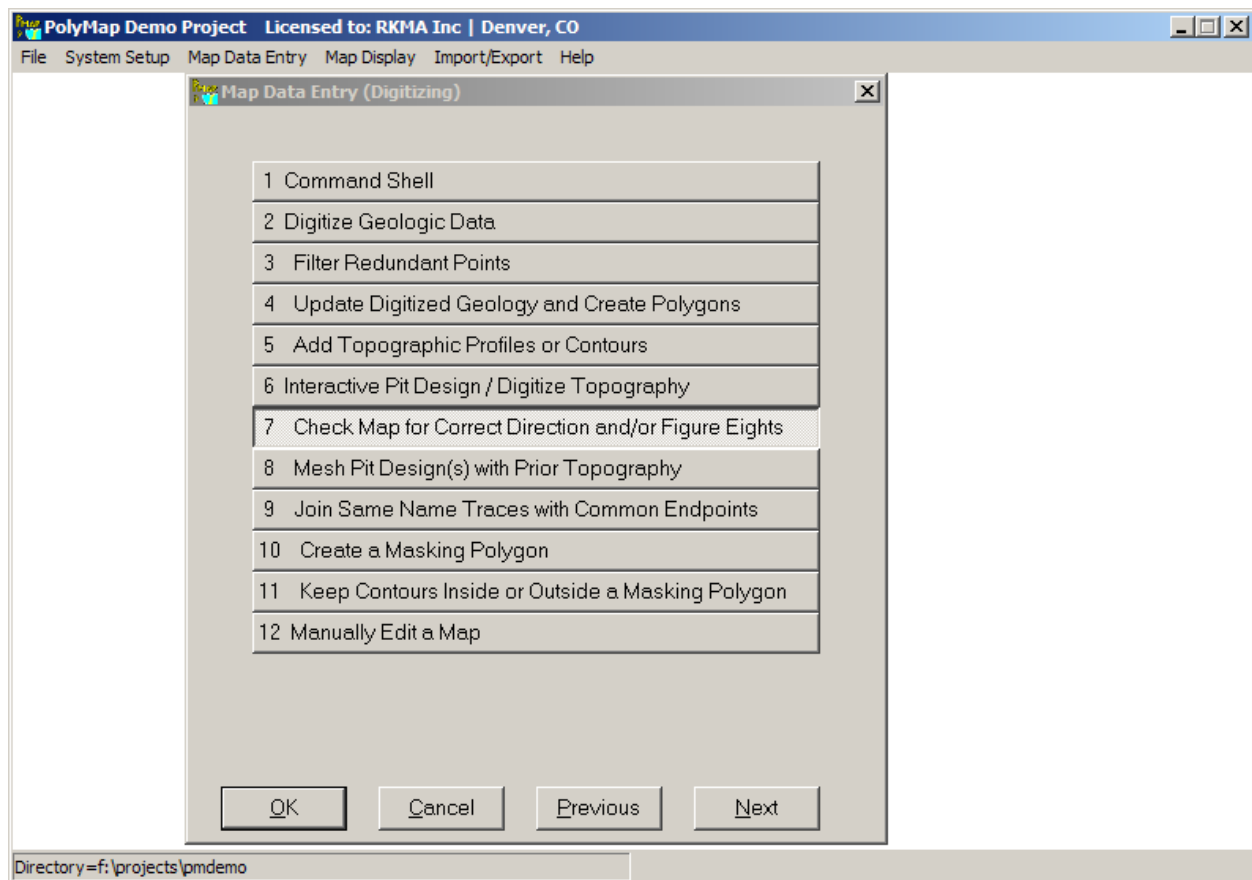 PolyMap Demo Project Licensed to: RKMA Inc | Denver, CO
File System Setup Map Data Entry Map Display Import/Export Help
Map Data Entry (Digitizing)
1 Command Shell
2 Digitize Geologic Data
3 Filter Redundant Points
4 Update Digitized Geology and Create Polygons
5 Add Topographic Profiles or Contours
6 Interactive Pit Design / Digitize Topography
7 Check Map for Correct Direction and/or Figure Eights
8 Mesh Pit Design(s) with Prior Topography
9 Join Same Name Traces with Common Endpoints
10 Create a Masking Polygon
11 Keep Contours Inside or Outside a Masking Polygon
12 Manually Edit a Map
OK Cancel Previous Next
Directory=f:\projects\pmdemo